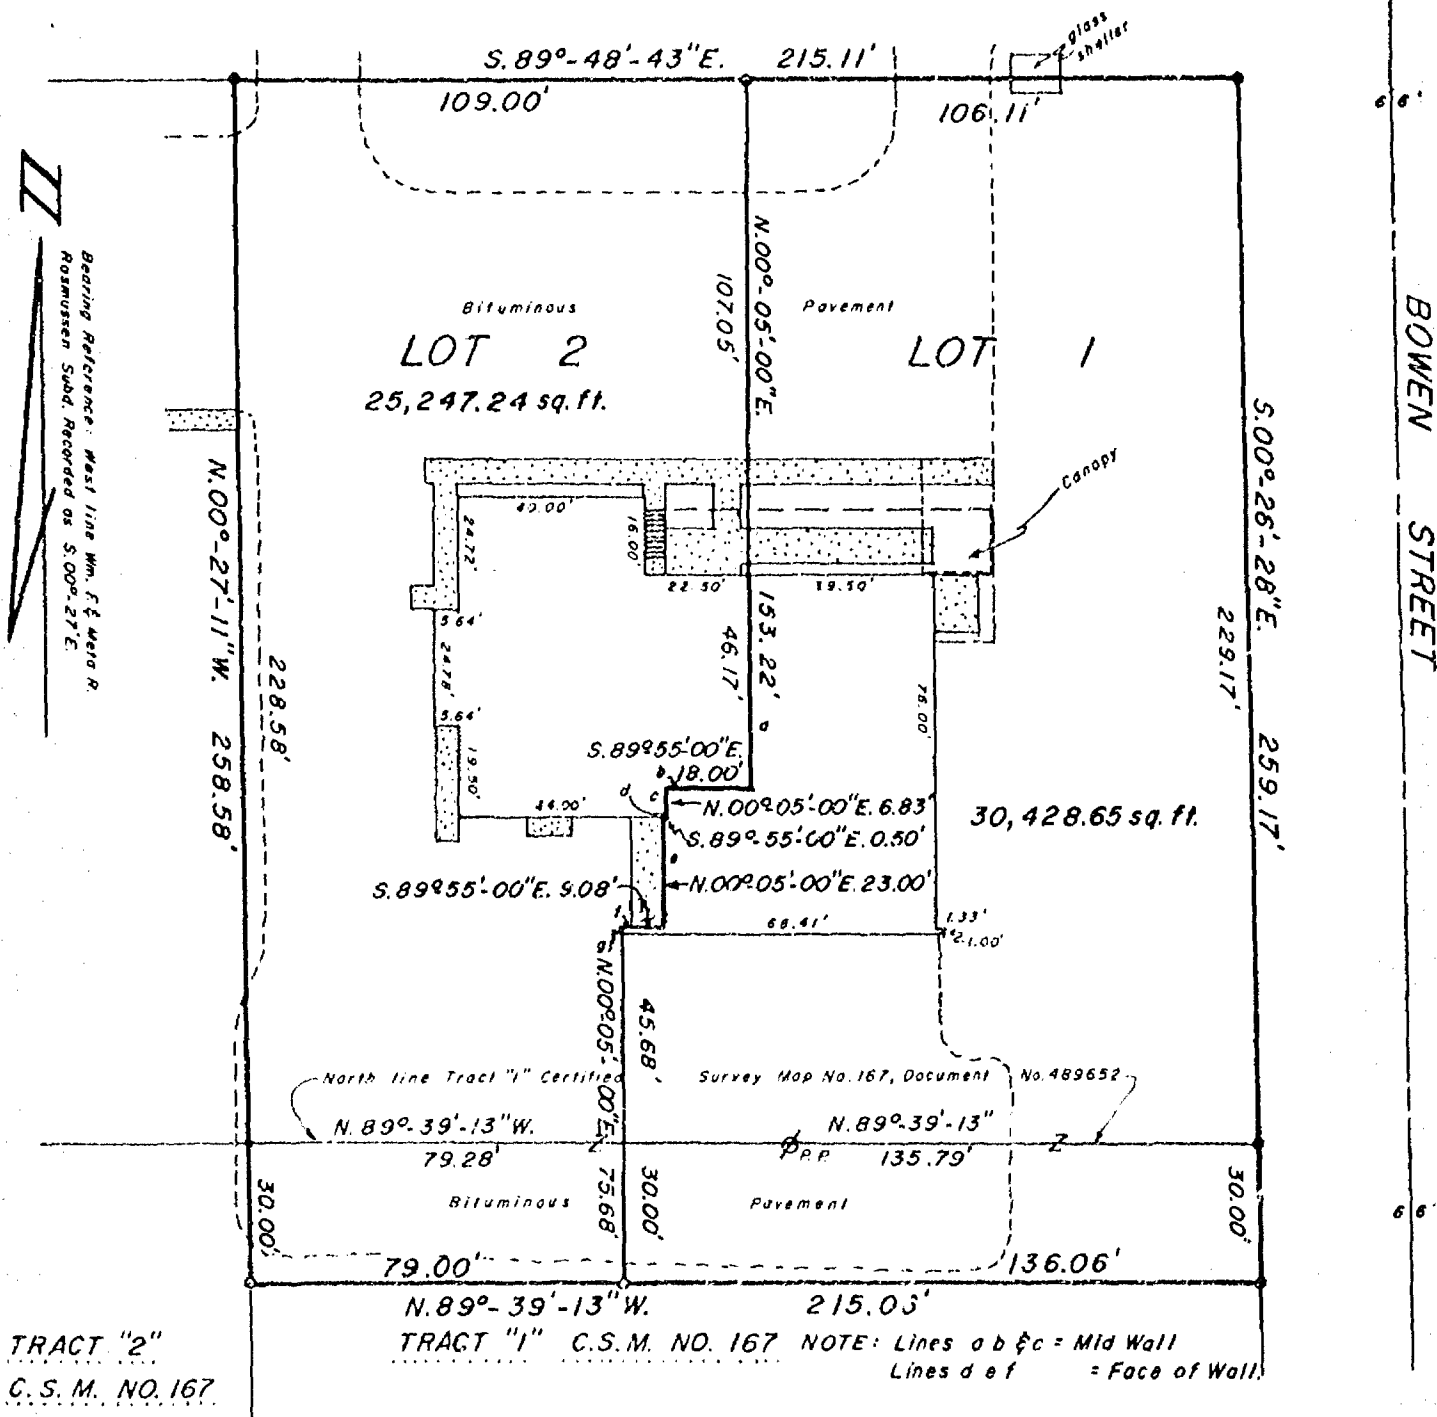 glass
shelter
S. 89°-48'-43"E. 215.11'
109.00'
106.11'
66'
BOWEN STREET
Bearing Reference: West line Wm. F. & Meta R.
Rasmussen Subd. Recorded as S.00°-27'E.
N.00°-05'-00"E.
107.05'
Bituminous Pavement
LOT 2
LOT 1
25,247.24 sq. ft.
S.00°-26'-28"E. 259.17'
229.17'
Canopy
40.00'
24.72'
16.00'
22.50'
39.50'
N.00°-27'-11"W. 258.58'
228.58'
5.64'
24.78'
5.64'
19.50'
153.22'
46.17'
76.00'
a
S.89°55'-00"E.
b 18.00'
d c
44.00'
N.00°05'-00"E. 6.83'
30,428.65 sq. ft.
S.89°-55'-00"E. 0.50'
e
S.89°55'-00"E. 9.08'
N.00°05'-00"E. 23.00'
f
g
66.41'
1.33'
1.00'
N.00°05'-00"E.
45.68'
North line Tract "1" Certified Survey Map No. 167, Document No. 489652
N. 89°-39'-13"W.
N. 89°-39'-13"
79.28'
P.P.
135.79'
30.00'
75.68'
30.00'
30.00'
Bituminous Pavement
66'
79.00'
136.06'
N.89°-39'-13"W. 215.06'
TRACT "2"
C. S. M. NO. 167
TRACT "1" C.S.M. NO. 167
NOTE: Lines a b & c = Mid Wall
Lines d e f = Face of Wall.